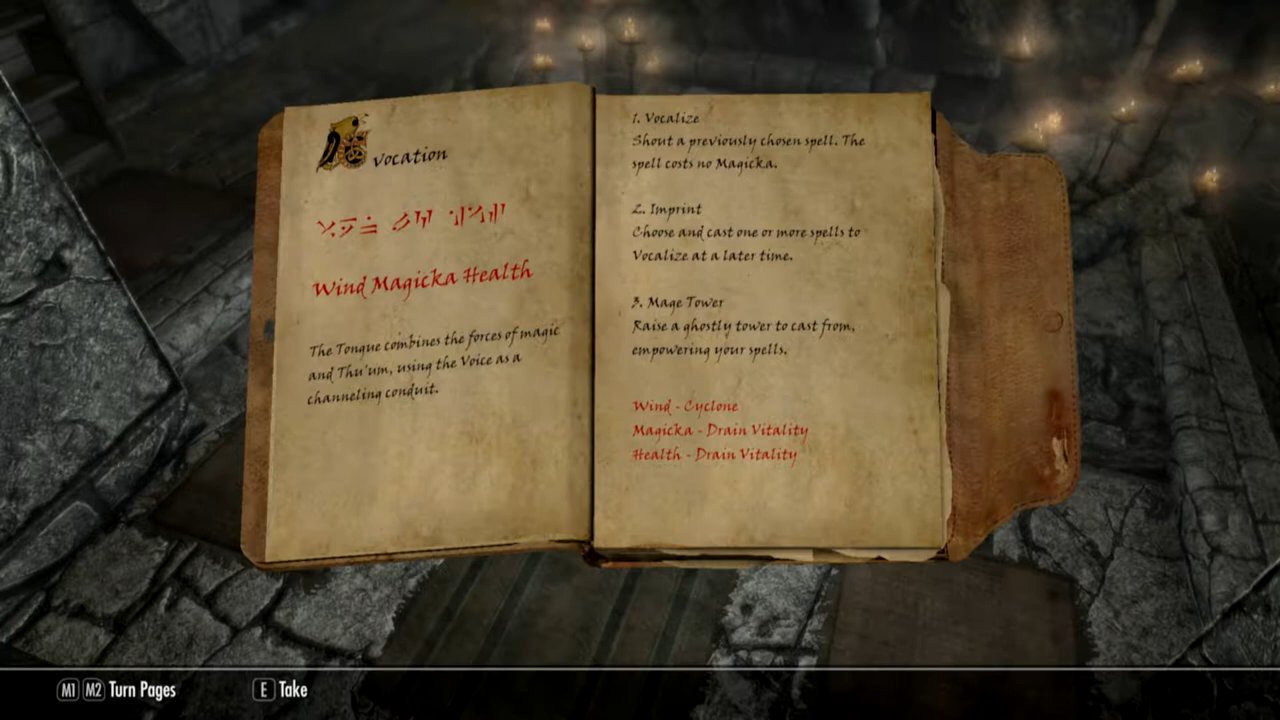 Vocation
Wind Magicka Health
The Tongue combines the forces of magic
and Thu'um, using the Voice as a
channeling conduit.
1. Vocalize
Shout a previously chosen spell. The
spell costs no Magicka.
2. Imprint
Choose and cast one or more spells to
Vocalize at a later time.
3. Mage Tower
Raise a ghostly tower to cast from,
empowering your spells.
Wind - Cyclone
Magicka - Drain Vitality
Health - Drain Vitality
M1 M2 Turn Pages
E Take